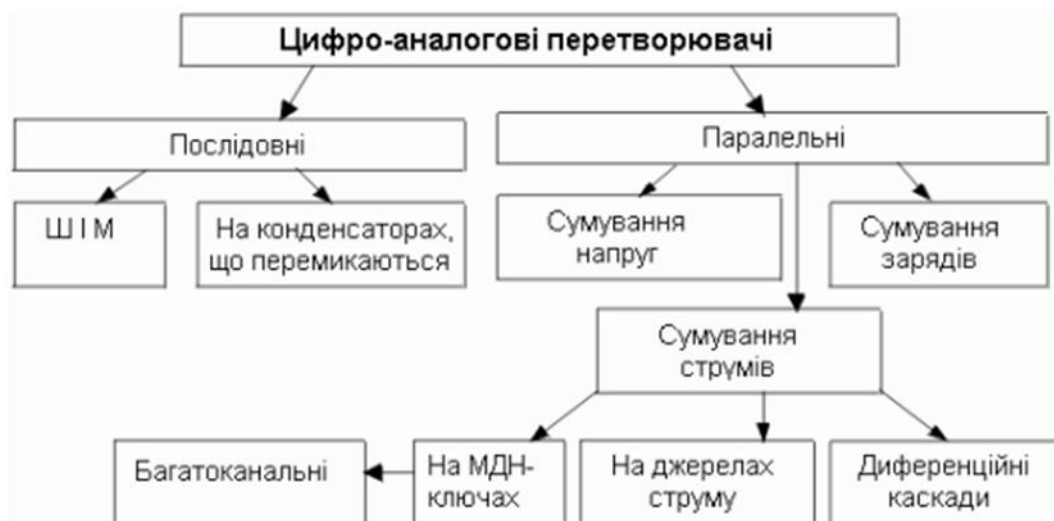 Цифро-аналогові перетворювачі
Послідовні
Паралельні
ШІМ
На конденсаторах,
що перемикаються
Сумування
напруг
Сумування
зарядів
Сумування
струмів
Багатоканальні
На МДН-
ключах
На джерелах
струму
Диференційні
каскади